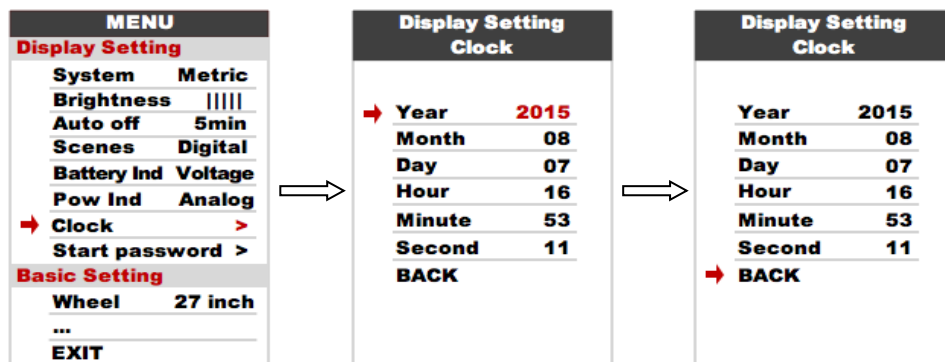 MENU
Display Setting
System Metric
Brightness |||||
Auto off 5min
Scenes Digital
Battery Ind Voltage
Pow Ind Analog
Clock >
Start password >
Basic Setting
Wheel 27 inch
...
EXIT
Display Setting
Clock
Year 2015
Month 08
Day 07
Hour 16
Minute 53
Second 11
BACK
Display Setting
Clock
Year 2015
Month 08
Day 07
Hour 16
Minute 53
Second 11
BACK